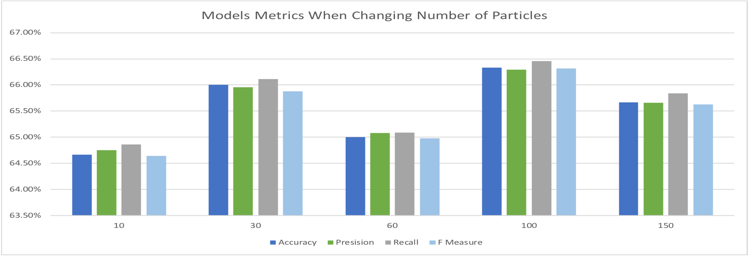 Models Metrics When Changing Number of Particles
67.00%
66.50%
66.00%
65.50%
65.00%
64.50%
64.00%
63.50%
10 30 60 100 150
Accuracy Presision Recall F Measure